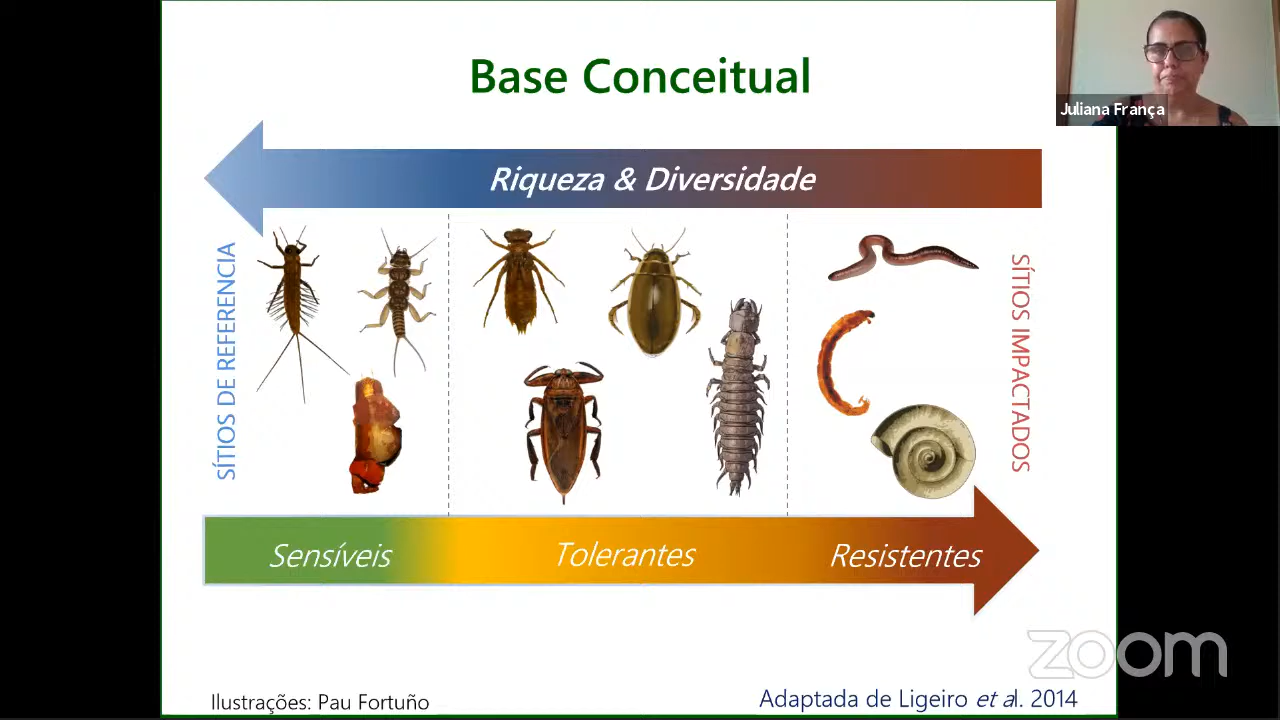 Base Conceitual
Juliana França
Riqueza & Diversidade
SÍTIOS DE REFERENCIA
SÍTIOS IMPACTADOS
Sensíveis
Tolerantes
Resistentes
zoom
Ilustrações: Pau Fortuño
Adaptada de Ligeiro et al. 2014